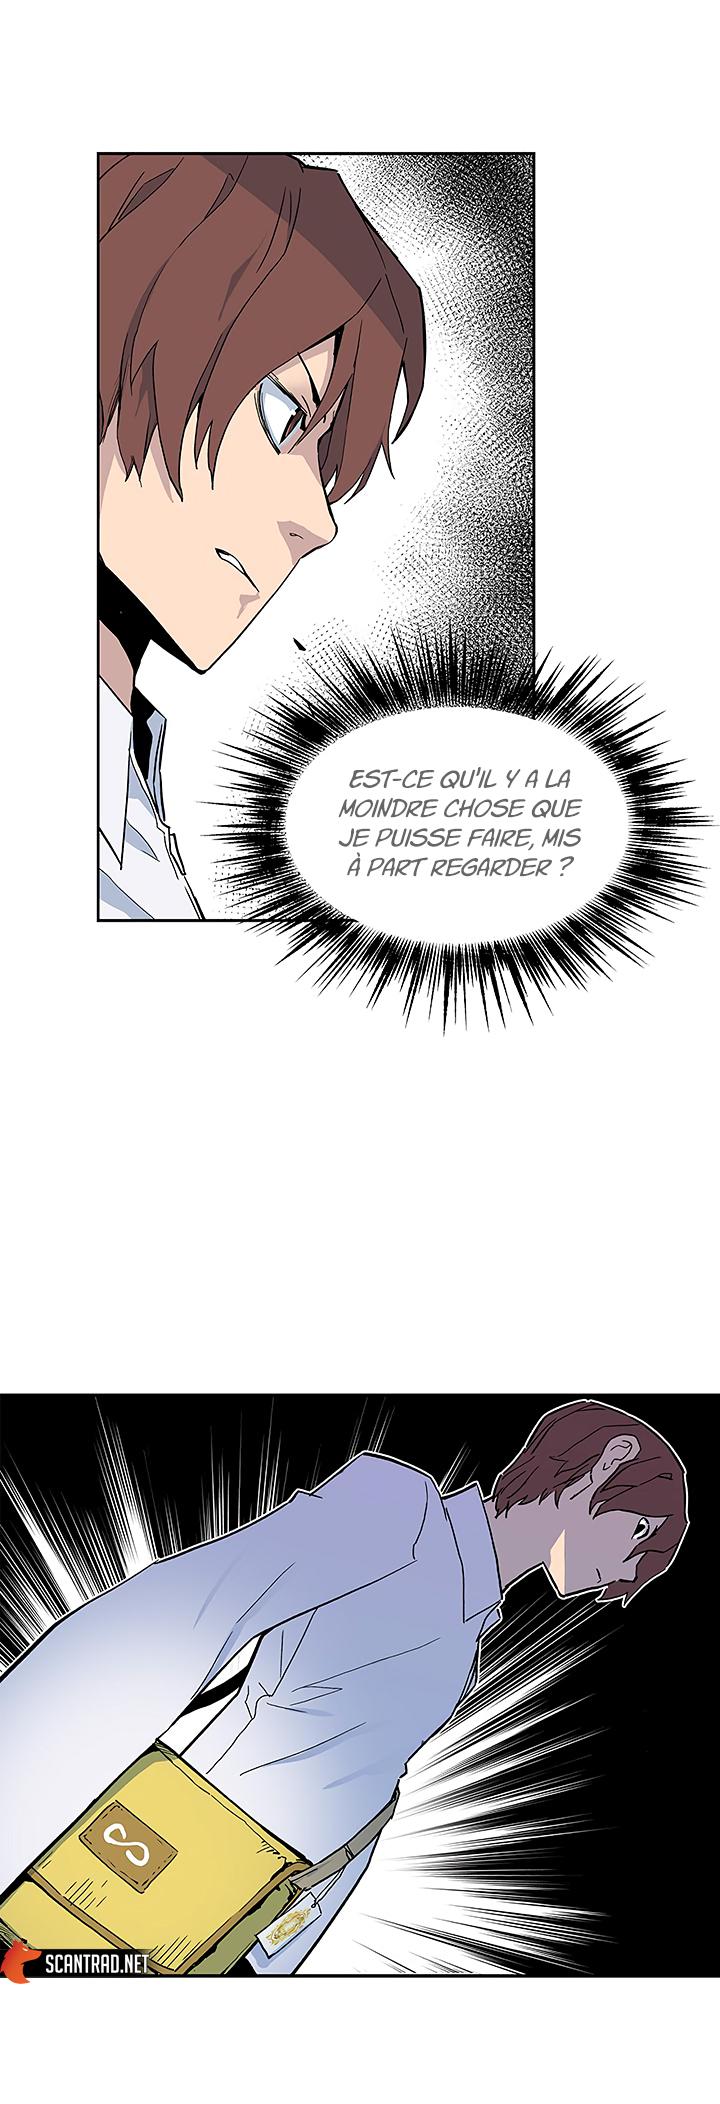 EST-CE QU'IL Y A LA
MOINDRE CHOSE QUE
JE PUISSE FAIRE, MIS
À PART REGARDER ?
SCANTRAD.NET